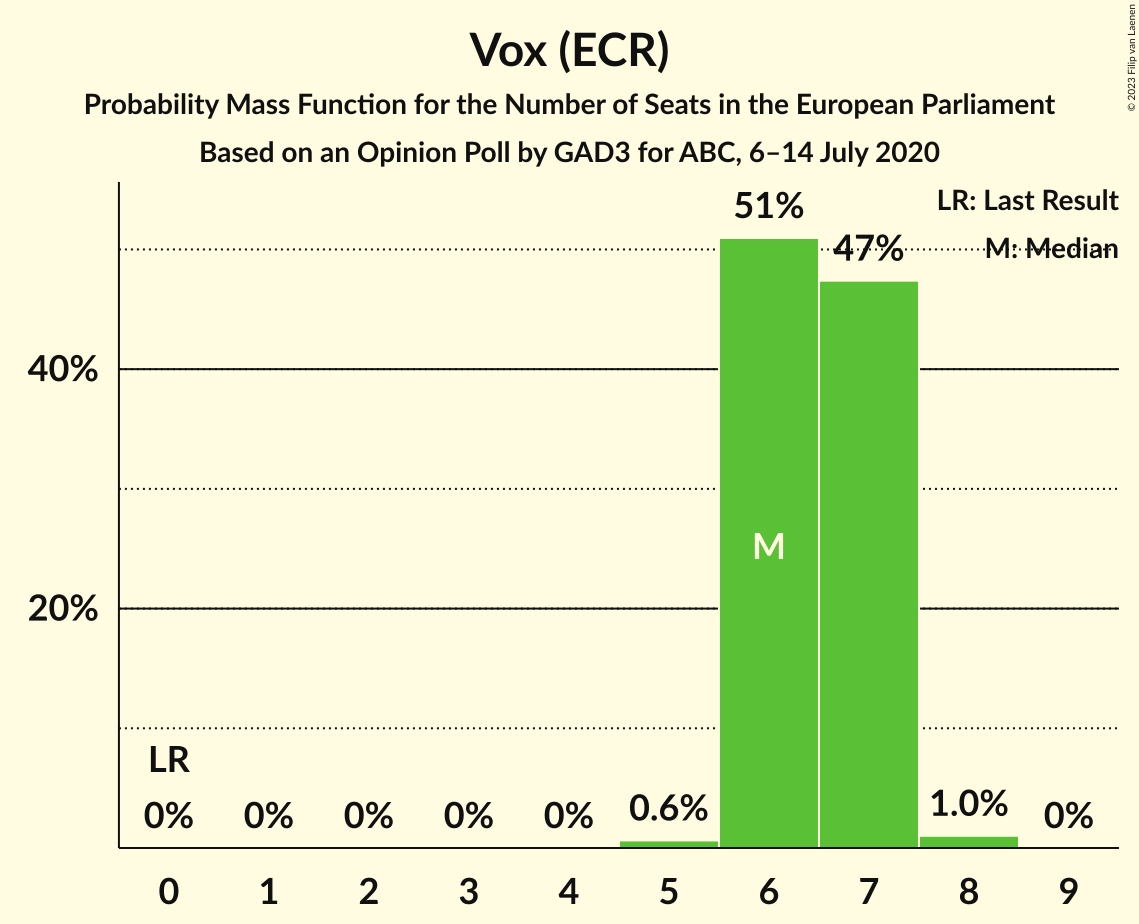 Vox (ECR)
Probability Mass Function for the Number of Seats in the European Parliament
Based on an Opinion Poll by GAD3 for ABC, 6–14 July 2020
© 2023 Filip van Laenen
LR: Last Result
M: Median
51%
47%
40%
M
20%
LR
0% 0% 0% 0% 0% 0.6% 1.0% 0%
0 1 2 3 4 5 6 7 8 9